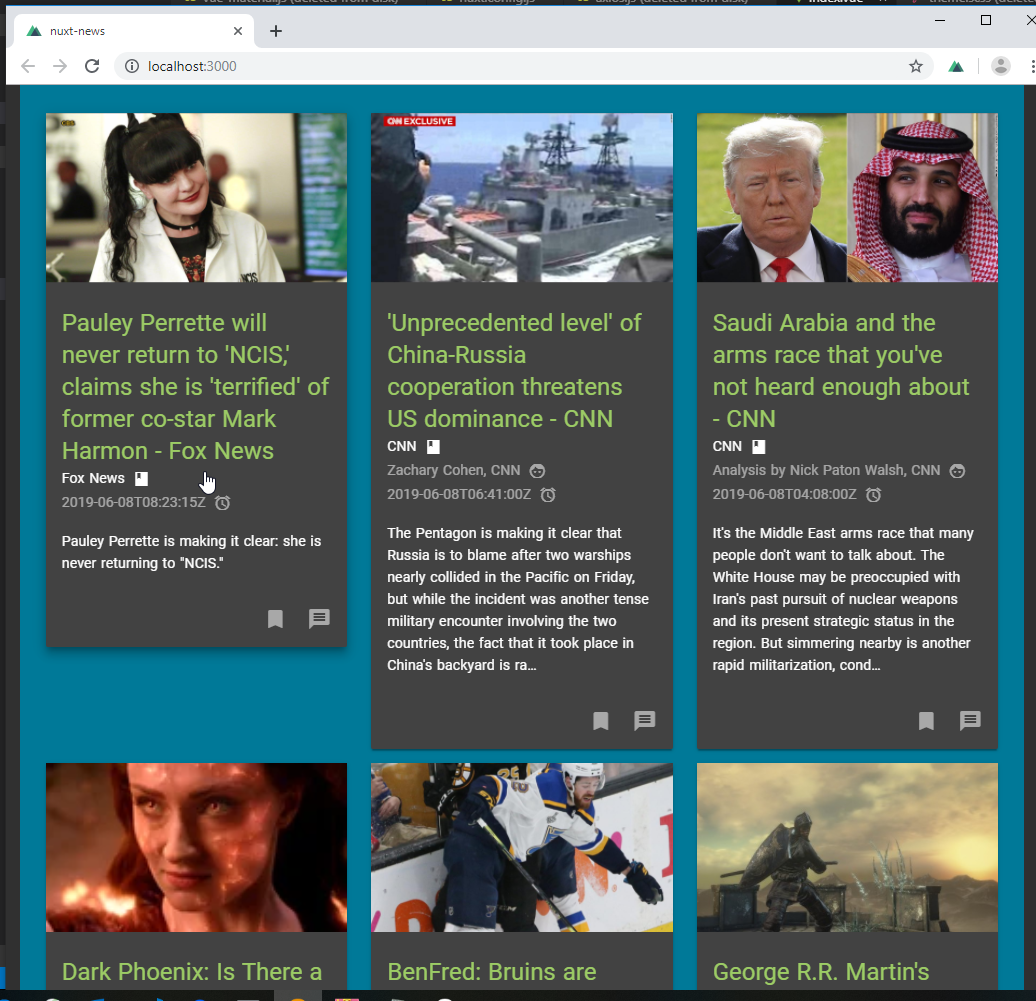 nuxt-news
localhost:3000
CNN EXCLUSIVE
NCIS
Pauley Perrette will
never return to 'NCIS,'
claims she is 'terrified' of
former co-star Mark
Harmon - Fox News
Fox News
2019-06-08T08:23:15Z
Pauley Perrette is making it clear: she is
never returning to "NCIS."
'Unprecedented level' of
China-Russia
cooperation threatens
US dominance - CNN
CNN
Zachary Cohen, CNN
2019-06-08T06:41:00Z
The Pentagon is making it clear that
Russia is to blame after two warships
nearly collided in the Pacific on Friday,
but while the incident was another tense
military encounter involving the two
countries, the fact that it took place in
China's backyard is ra...
Saudi Arabia and the
arms race that you've
not heard enough about
- CNN
CNN
Analysis by Nick Paton Walsh, CNN
2019-06-08T04:08:00Z
It's the Middle East arms race that many
people don't want to talk about. The
White House may be preoccupied with
Iran's past pursuit of nuclear weapons
and its present strategic status in the
region. But simmering nearby is another
rapid militarization, cond...
Dark Phoenix: Is There a
BenFred: Bruins are
George R.R. Martin's